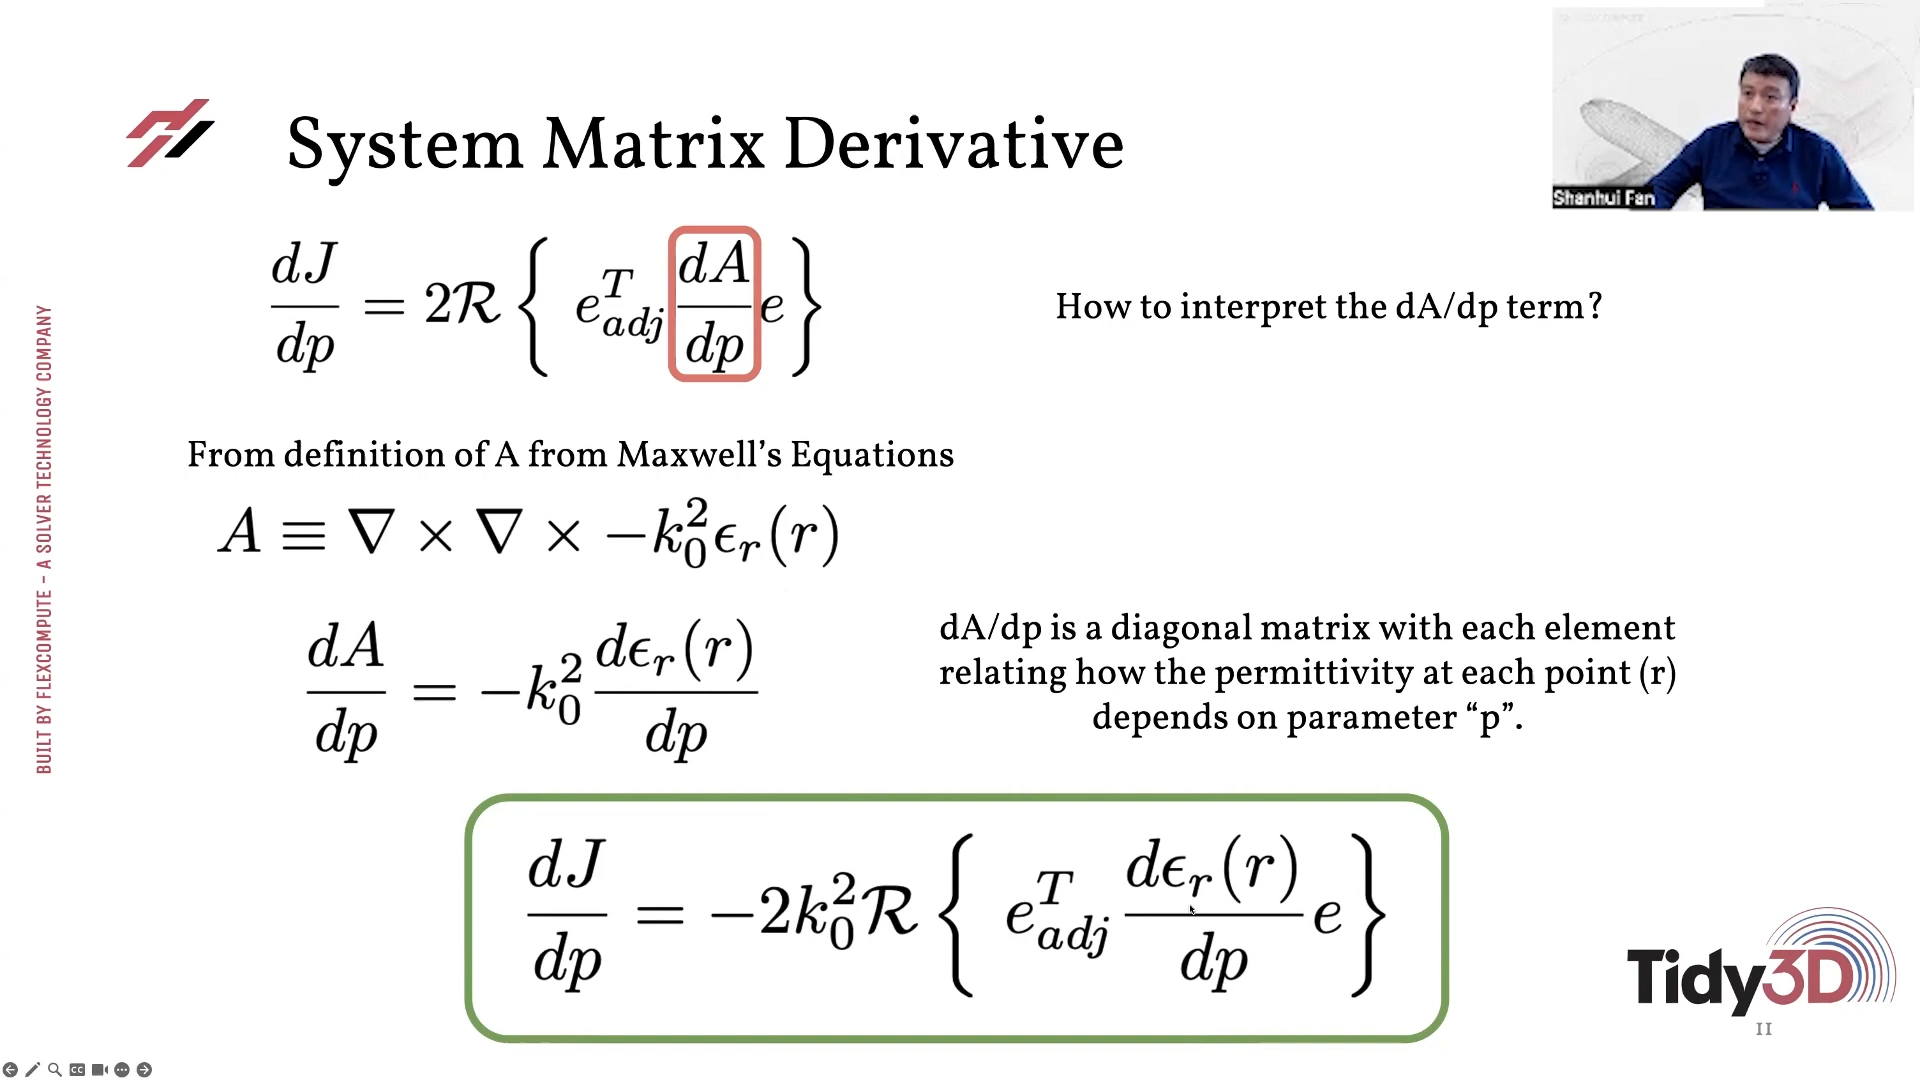 System Matrix Derivative
Shanhui Fan
BUILT BY FLEXCOMPUTE - A SOLVER TECHNOLOGY COMPANY
dJ/dp = 2ℛ { e_adj^T dA/dp e }
How to interpret the dA/dp term?
From definition of A from Maxwell's Equations
A ≡ ∇ × ∇ × −k_0^2 ϵ_r(r)
dA/dp = −k_0^2 dϵ_r(r)/dp
dA/dp is a diagonal matrix with each element
relating how the permittivity at each point (r)
depends on parameter “p”.
dJ/dp = −2k_0^2 ℛ { e_adj^T dϵ_r(r)/dp e }
Tidy3D
II
CC